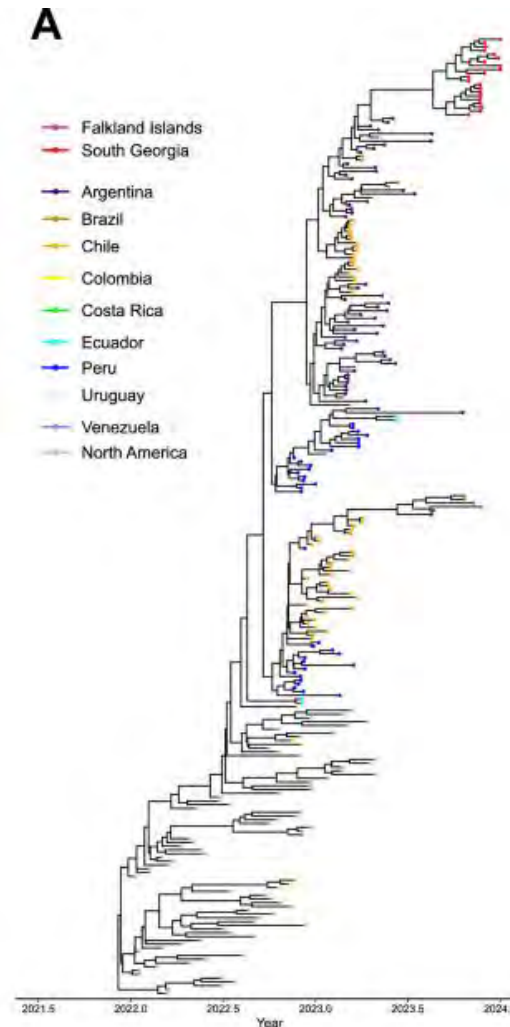 A
Falkland Islands
South Georgia
Argentina
Brazil
Chile
Colombia
Costa Rica
Ecuador
Peru
Uruguay
Venezuela
North America
2021.5 2022.0 2022.5 2023.0 2023.5 2024.
Year